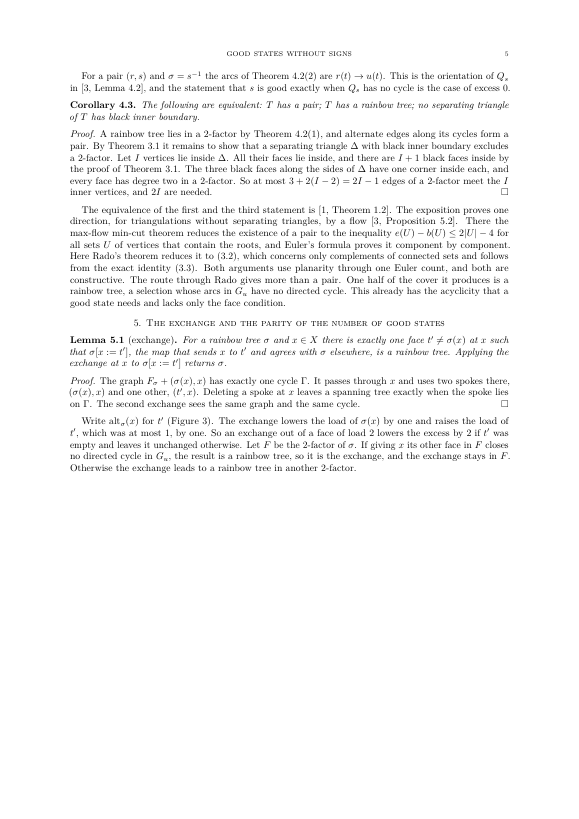 GOOD STATES WITHOUT SIGNS 5
For a pair (r, s) and σ = s⁻¹ the arcs of Theorem 4.2(2) are r(t) → u(t). This is the orientation of Qₛ
in [3, Lemma 4.2], and the statement that s is good exactly when Qₛ has no cycle is the case of excess 0.
Corollary 4.3. The following are equivalent: T has a pair; T has a rainbow tree; no separating triangle
of T has black inner boundary.
Proof. A rainbow tree lies in a 2-factor by Theorem 4.2(1), and alternate edges along its cycles form a
pair. By Theorem 3.1 it remains to show that a separating triangle Δ with black inner boundary excludes
a 2-factor. Let I vertices lie inside Δ. All their faces lie inside, and there are I + 1 black faces inside by
the proof of Theorem 3.1. The three black faces along the sides of Δ have one corner inside each, and
every face has degree two in a 2-factor. So at most 3 + 2(I − 2) = 2I − 1 edges of a 2-factor meet the I
inner vertices, and 2I are needed. □
The equivalence of the first and the third statement is [1, Theorem 1.2]. The exposition proves one
direction, for triangulations without separating triangles, by a flow [3, Proposition 5.2]. There the
max-flow min-cut theorem reduces the existence of a pair to the inequality e(U) − b(U) ≤ 2|U| − 4 for
all sets U of vertices that contain the roots, and Euler's formula proves it component by component.
Here Rado's theorem reduces it to (3.2), which concerns only complements of connected sets and follows
from the exact identity (3.3). Both arguments use planarity through one Euler count, and both are
constructive. The route through Rado gives more than a pair. One half of the cover it produces is a
rainbow tree, a selection whose arcs in Gᵤ have no directed cycle. This already has the acyclicity that a
good state needs and lacks only the face condition.
5. The exchange and the parity of the number of good states
Lemma 5.1 (exchange). For a rainbow tree σ and x ∈ X there is exactly one face t′ ≠ σ(x) at x such
that σ[x := t′], the map that sends x to t′ and agrees with σ elsewhere, is a rainbow tree. Applying the
exchange at x to σ[x := t′] returns σ.
Proof. The graph F_σ + (σ(x), x) has exactly one cycle Γ. It passes through x and uses two spokes there,
(σ(x), x) and one other, (t′, x). Deleting a spoke at x leaves a spanning tree exactly when the spoke lies
on Γ. The second exchange sees the same graph and the same cycle. □
Write alt_σ(x) for t′ (Figure 3). The exchange lowers the load of σ(x) by one and raises the load of
t′, which was at most 1, by one. So an exchange out of a face of load 2 lowers the excess by 2 if t′ was
empty and leaves it unchanged otherwise. Let F be the 2-factor of σ. If giving x its other face in F closes
no directed cycle in Gᵤ, the result is a rainbow tree, so it is the exchange, and the exchange stays in F.
Otherwise the exchange leads to a rainbow tree in another 2-factor.